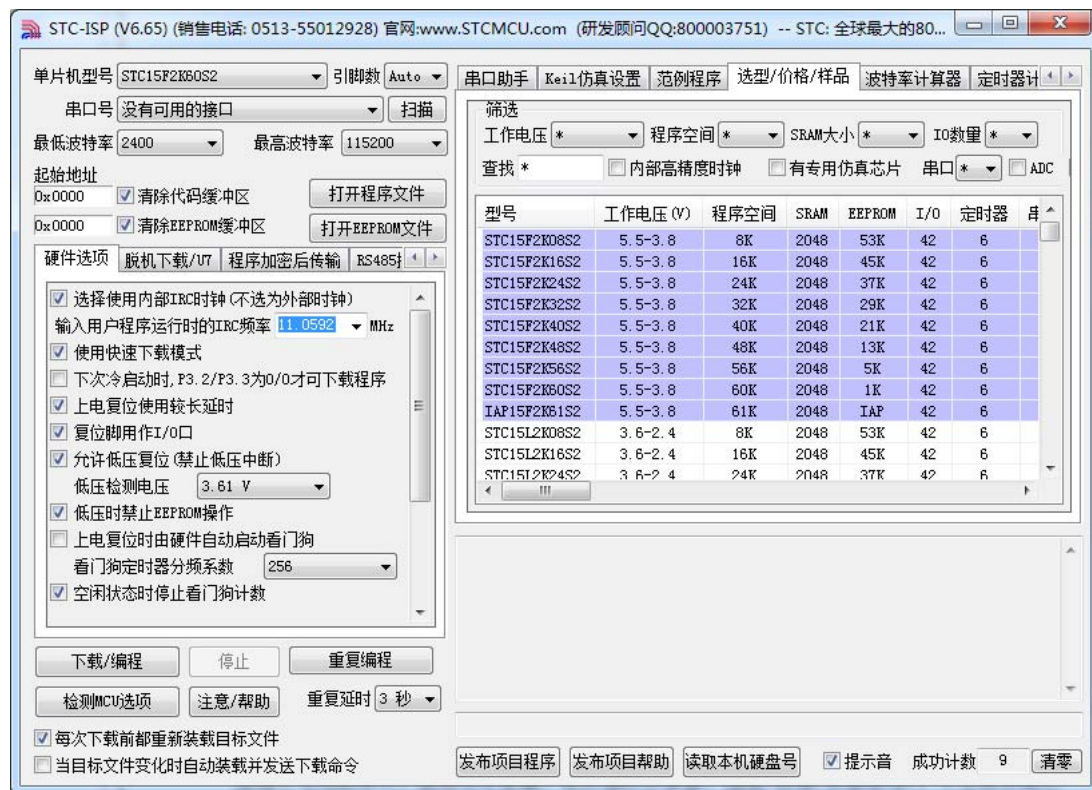 STC-ISP (V6.65) (销售电话: 0513-55012928) 官网:www.STCMCU.com (研发顾问QQ:800003751) -- STC: 全球最大的80...
单片机型号 STC15F2K60S2 引脚数 Auto
串口号 没有可用的接口 扫描
最低波特率 2400 最高波特率 115200
起始地址
0x0000 清除代码缓冲区 打开程序文件
0x0000 清除EEPROM缓冲区 打开EEPROM文件
硬件选项 脱机下载/U7 程序加密后传输
选择使用内部IRC时钟(不选为外部时钟)
输入用户程序运行时的IRC频率 11.0592 MHz
使用快速下载模式
下次冷启动时, P3.2/P3.3为0/0才可下载程序
上电复位使用较长延时
复位脚用作I/O口
允许低压复位(禁止低压中断)
低压检测电压 3.61 V
低压时禁止EEPROM操作
上电复位时由硬件自动启动看门狗
看门狗定时器分频系数 256
空闲状态时停止看门狗计数
下载/编程 停止 重复编程
检测MCU选项 注意/帮助 重复延时 3 秒
每次下载前都重新装载目标文件
当目标文件变化时自动装载并发送下载命令
串口助手 Keil仿真设置 范例程序 选型/价格/样品 波特率计算器 定时器计
筛选
工作电压 * 程序空间 * SRAM大小 * IO数量 *
查找 * 内部高精度时钟 有专用仿真芯片 串口 * ADC
型号 工作电压(V) 程序空间 SRAM EEPROM I/O 定时器 串
STC15F2K08S2 5.5-3.8 8K 2048 53K 42 6
STC15F2K16S2 5.5-3.8 16K 2048 45K 42 6
STC15F2K24S2 5.5-3.8 24K 2048 37K 42 6
STC15F2K32S2 5.5-3.8 32K 2048 29K 42 6
STC15F2K40S2 5.5-3.8 40K 2048 21K 42 6
STC15F2K48S2 5.5-3.8 48K 2048 13K 42 6
STC15F2K56S2 5.5-3.8 56K 2048 5K 42 6
STC15F2K60S2 5.5-3.8 60K 2048 1K 42 6
IAP15F2K61S2 5.5-3.8 61K 2048 IAP 42 6
STC15L2K08S2 3.6-2.4 8K 2048 53K 42 6
STC15L2K16S2 3.6-2.4 16K 2048 45K 42 6
STC15L2K24S2 3.6-2.4 24K 2048 37K 42 6
发布项目程序 发布项目帮助 读取本机硬盘号 提示音 成功计数 9 清零